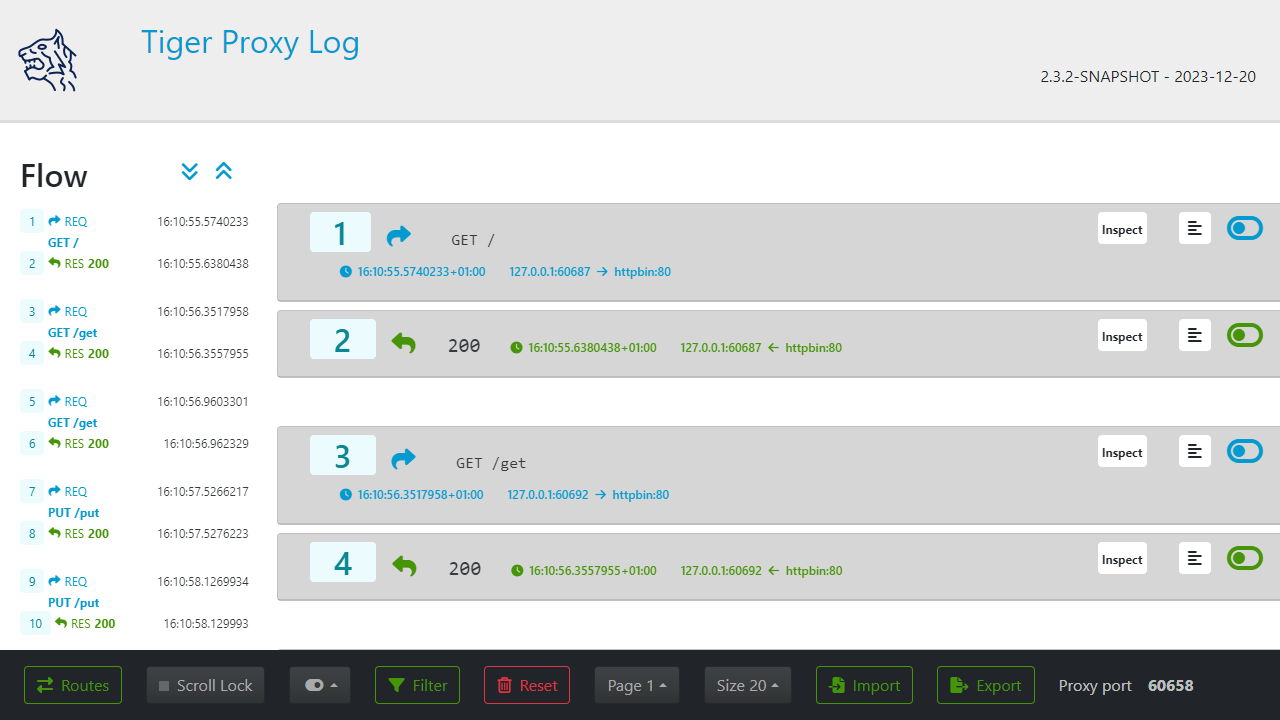 Tiger Proxy Log
2.3.2-SNAPSHOT - 2023-12-20
Flow
1 REQ 16:10:55.5740233
GET /
2 RES 200 16:10:55.6380438
3 REQ 16:10:56.3517958
GET /get
4 RES 200 16:10:56.3557955
5 REQ 16:10:56.9603301
GET /get
6 RES 200 16:10:56.962329
7 REQ 16:10:57.5266217
PUT /put
8 RES 200 16:10:57.5276223
9 REQ 16:10:58.1269934
PUT /put
10 RES 200 16:10:58.129993
1 GET / Inspect
16:10:55.5740233+01:00 127.0.0.1:60687 → httpbin:80
2 200 16:10:55.6380438+01:00 127.0.0.1:60687 ← httpbin:80 Inspect
3 GET /get Inspect
16:10:56.3517958+01:00 127.0.0.1:60692 → httpbin:80
4 200 16:10:56.3557955+01:00 127.0.0.1:60692 ← httpbin:80 Inspect
Routes Scroll Lock Filter Reset Page 1 Size 20 Import Export Proxy port 60658